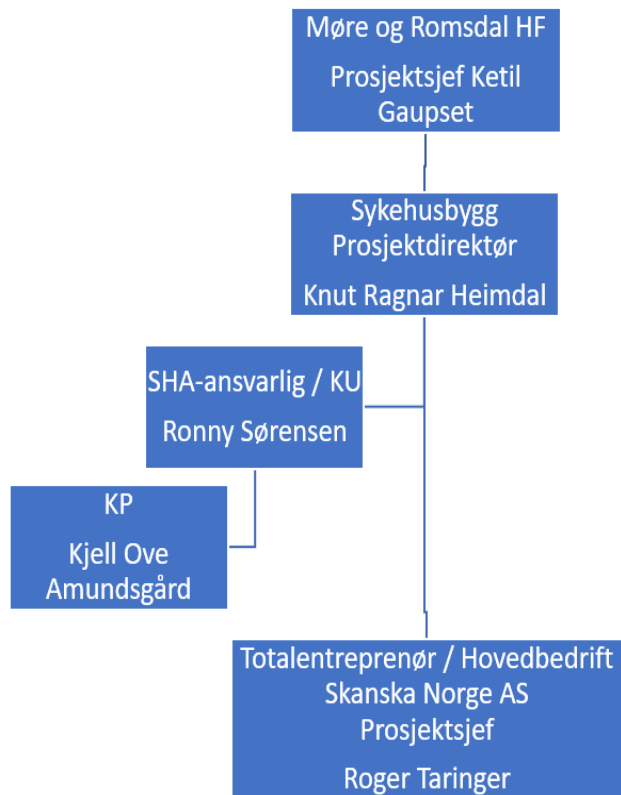 Møre og Romsdal HF
Prosjektsjef Ketil
Gaupset
Sykehusbygg
Prosjektdirektør
Knut Ragnar Heimdal
SHA-ansvarlig / KU
Ronny Sørensen
KP
Kjell Ove
Amundsgård
Totalentreprenør / Hovedbedrift
Skanska Norge AS
Prosjektsjef
Roger Taringer